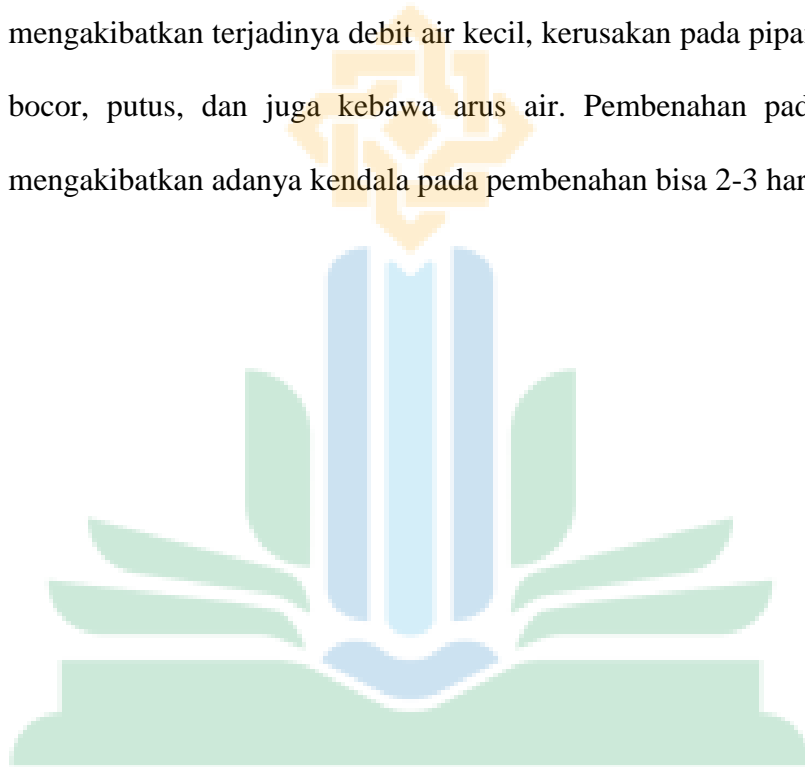 mengakibatkan terjadinya debit air kecil, kerusakan pada pipa
bocor, putus, dan juga kebawa arus air. Pembenahan pad
mengakibatkan adanya kendala pada pembenahan bisa 2-3 har